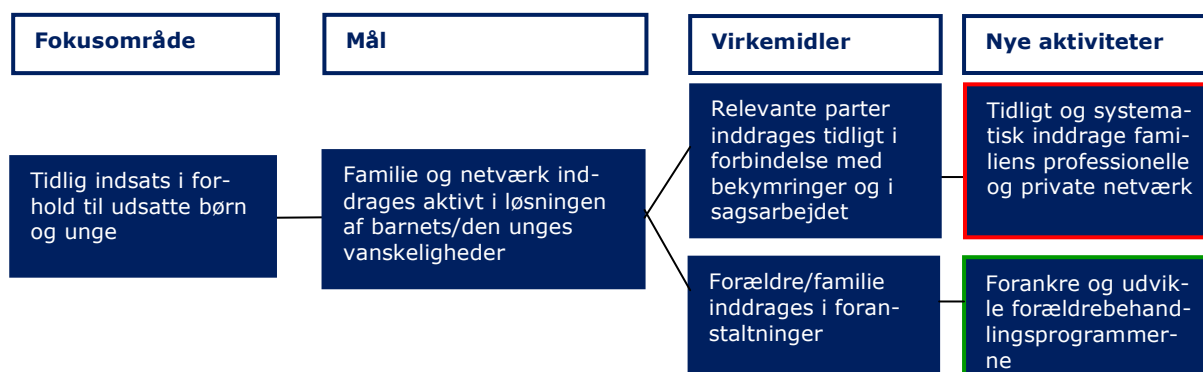 Fokusområde
Mål
Virkemidler
Nye aktiviteter
Tidlig indsats i for-
hold til udsatte børn
og unge
Familie og netværk ind-
drages aktivt i løsningen
af barnets/den unges
vanskeligheder
Relevante parter
inddrages tidligt i
forbindelse med
bekymringer og i
sagsarbejdet
Tidligt og systema-
tisk inddrage fami-
liens professionelle
og private netværk
Forældre/familie
inddrages i foran-
staltninger
Forankre og udvik-
le forældrebehand-
lingsprogrammer-
ne